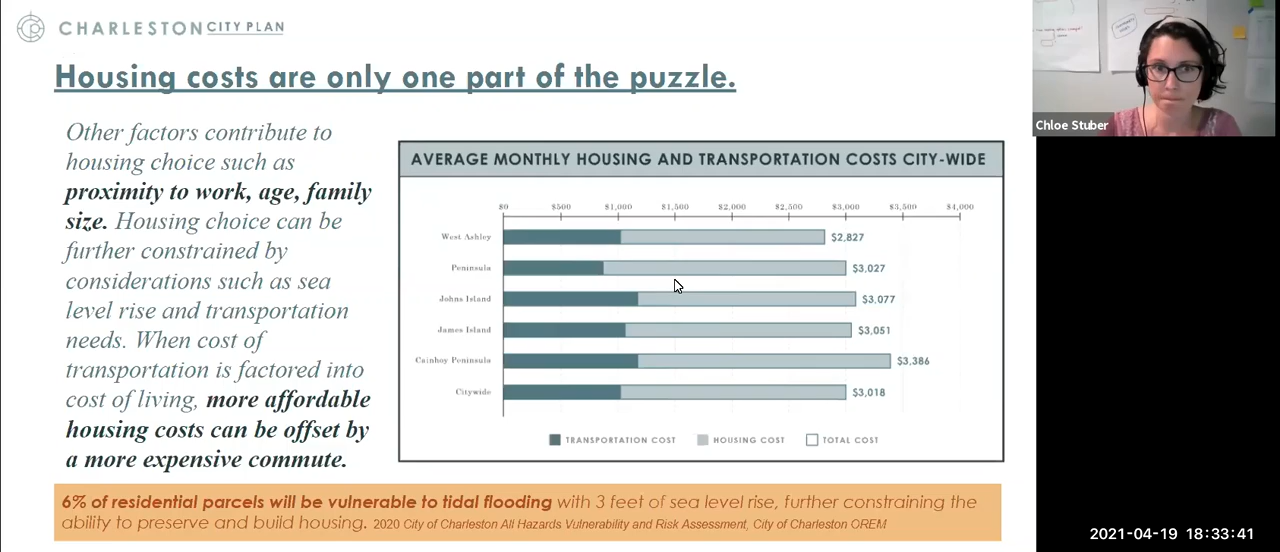 CHARLESTON CITY PLAN
Housing costs are only one part of the puzzle.
Other factors contribute to
housing choice such as
proximity to work, age, family
size. Housing choice can be
further constrained by
considerations such as sea
level rise and transportation
needs. When cost of
transportation is factored into
cost of living, more affordable
housing costs can be offset by
a more expensive commute.
AVERAGE MONTHLY HOUSING AND TRANSPORTATION COSTS CITY-WIDE
$0 $500 $1,000 $1,500 $2,000 $2,500 $3,000 $3,500 $4,000
West Ashley $2,827
Peninsula $3,027
Johns Island $3,077
James Island $3,051
Cainhoy Peninsula $3,386
Citywide $3,018
TRANSPORTATION COST HOUSING COST TOTAL COST
6% of residential parcels will be vulnerable to tidal flooding with 3 feet of sea level rise, further constraining the
ability to preserve and build housing. 2020 City of Charleston All Hazards Vulnerability and Risk Assessment, City of Charleston OREM
Chloe Stuber
2021-04-19 18:33:41